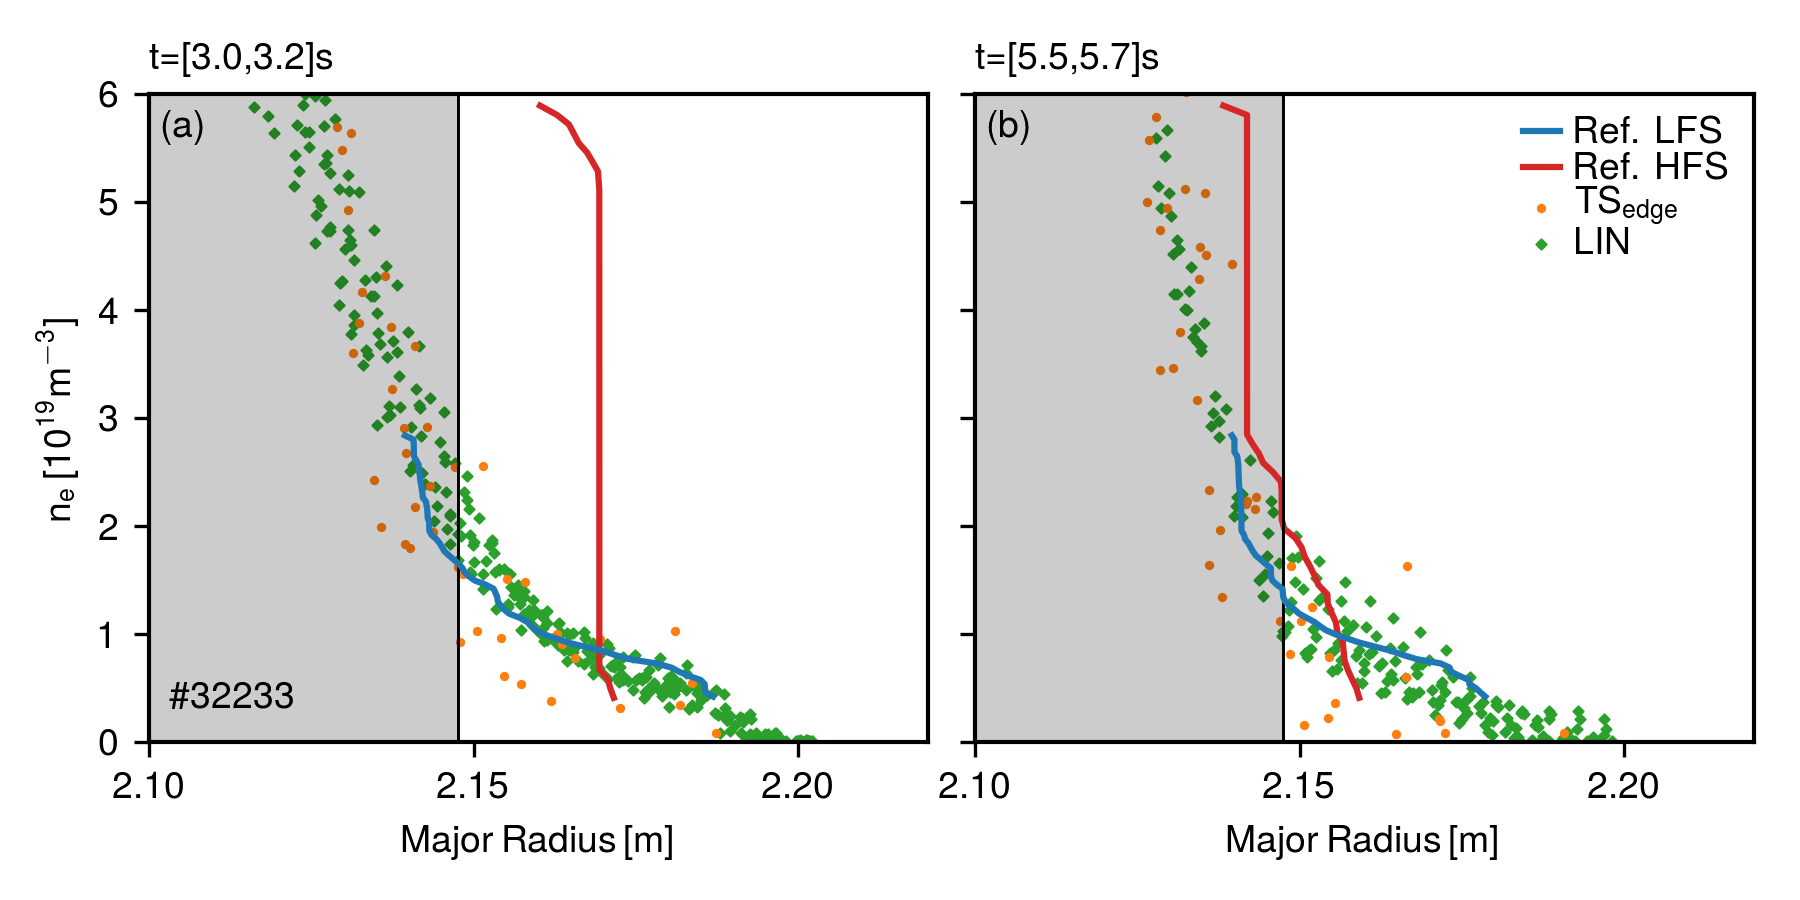 t=[3.0,3.2]s
t=[5.5,5.7]s
(a)
(b)
Ref. LFS
Ref. HFS
TS_edge
LIN
#32233
6
5
4
3
2
1
0
n_e [10^19 m^−3]
2.10
2.15
2.20
2.10
2.15
2.20
Major Radius [m]
Major Radius [m]